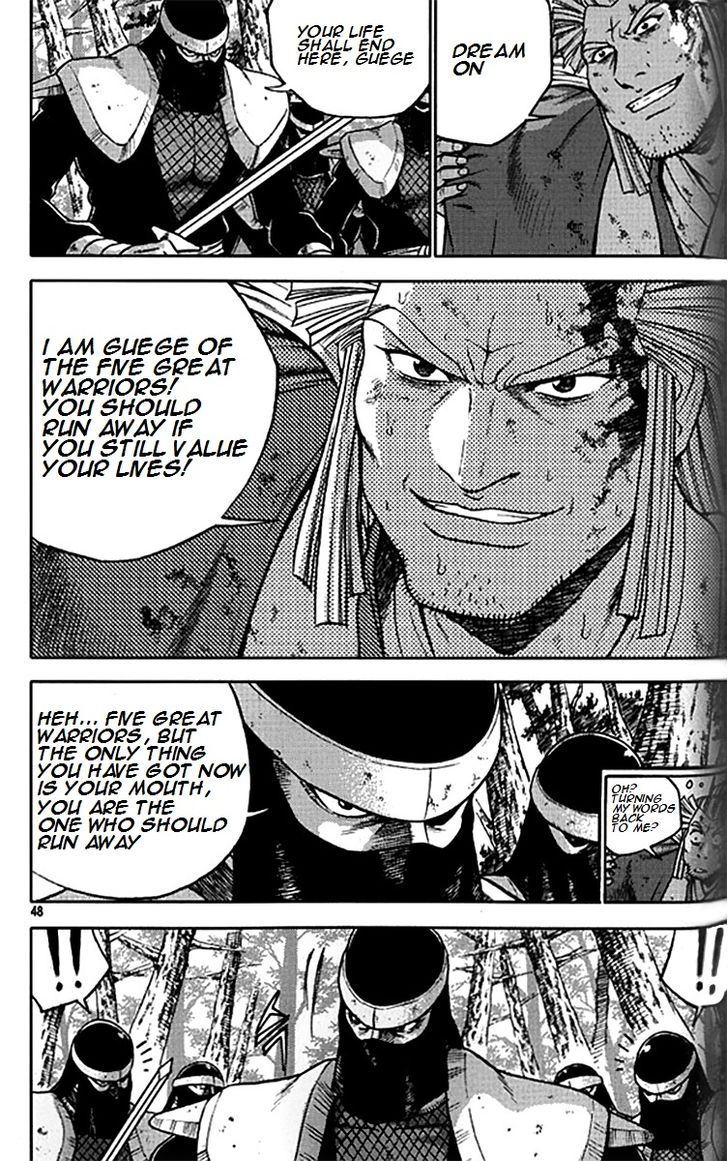 YOUR LIFE
SHALL END
HERE, GUEGE
DREAM
ON
I AM GUEGE OF
THE FIVE GREAT
WARRIORS!
YOU SHOULD
RUN AWAY IF
YOU STILL VALUE
YOUR LIVES!
HEH... FIVE GREAT
WARRIORS, BUT
THE ONLY THING
YOU HAVE GOT NOW
IS YOUR MOUTH,
YOU ARE THE
ONE WHO SHOULD
RUN AWAY
OH?
TURNING
MY WORDS
BACK
TO ME?
48
!!
!!